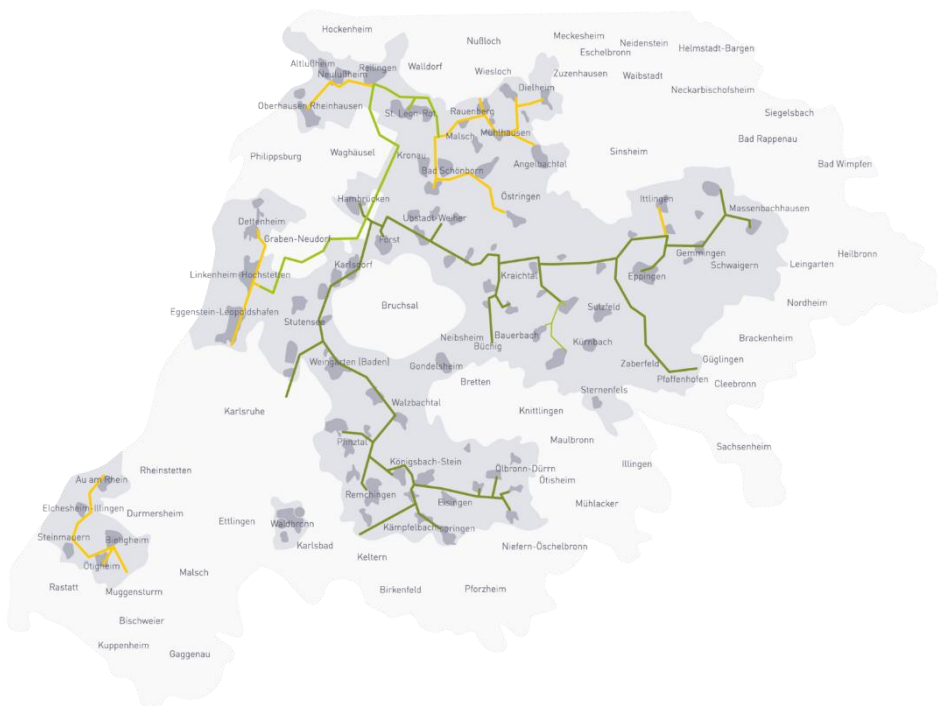 Hockenheim
Nußloch
Meckesheim
Neidenstein
Eschelbronn
Helmstadt-Bargen
Altlußheim
Reilingen
Walldorf
Wiesloch
Zuzenhausen
Waibstadt
Neulußheim
Dielheim
Neckarbischofsheim
Oberhausen Rheinhausen
St. Leon-Rot
Rauenberg
Siegelsbach
Malsch
Mühlhausen
Bad Rappenau
Waghäusel
Kronau
Sinsheim
Philippsburg
Angelbachtal
Bad Wimpfen
Bad Schönborn
Östringen
Hambrücken
Ittlingen
Massenbachhausen
Dettenheim
Ubstadt-Weiher
Graben-Neudorf
Forst
Gemmingen
Heilbronn
Karlsdorf
Schwaigern
Leingarten
Linkenheim-Hochstetten
Kraichtal
Eppingen
Bruchsal
Nordheim
Eggenstein-Leopoldshafen
Sulzfeld
Stutensee
Neibsheim
Bauerbach
Brackenheim
Büchig
Kürnbach
Weingarten (Baden)
Gondelsheim
Zaberfeld
Güglingen
Pfaffenhofen
Cleebronn
Bretten
Sternenfels
Walzbachtal
Karlsruhe
Knittlingen
Pfinztal
Maulbronn
Sachsenheim
Königsbach-Stein
Illingen
Rheinstetten
Ölbronn-Dürrn
Au am Rhein
Ötisheim
Remchingen
Eisingen
Mühlacker
Elchesheim-Illingen
Durmersheim
Ettlingen
Waldbronn
Kämpfelbach
Ispringen
Steinmauern
Bietigheim
Karlsbad
Niefern-Öschelbronn
Keltern
Ötigheim
Malsch
Rastatt
Muggensturm
Birkenfeld
Pforzheim
Bischweier
Kuppenheim
Gaggenau